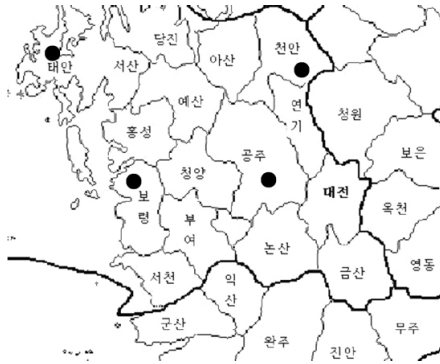 당진
아산
천안
태안
서산
예산
연
기
청원
홍성
공주
보은
청양
보
령
대전
옥천
부
여
논산
영동
서천
금산
익
산
군산
무주
완주
진안